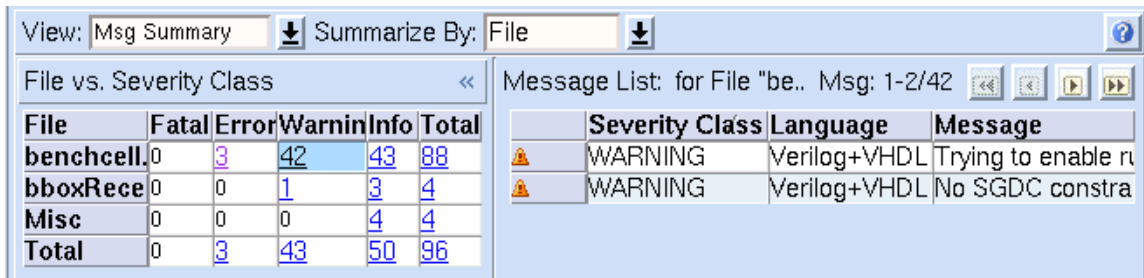 View: Msg Summary Summarize By: File
File vs. Severity Class «
File Fatal Error Warnin Info Total
benchcell. 0 3 42 43 88
bboxRece 0 0 1 3 4
Misc 0 0 0 4 4
Total 0 3 43 50 96
Message List: for File "be.. Msg: 1-2/42
Severity Class Language Message
WARNING Verilog+VHDL Trying to enable ru
WARNING Verilog+VHDL No SGDC constra